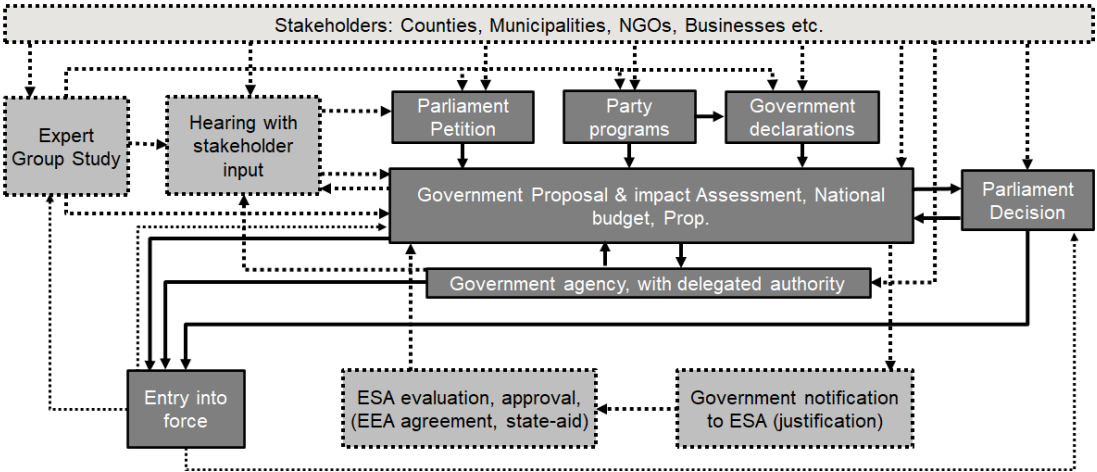 Stakeholders: Counties, Municipalities, NGOs, Businesses etc.
Expert
Group Study
Hearing with
stakeholder
input
Parliament
Petition
Party
programs
Government
declarations
Government Proposal & impact Assessment, National
budget, Prop.
Parliament
Decision
Government agency, with delegated authority
Entry into
force
ESA evaluation, approval,
(EEA agreement, state-aid)
Government notification
to ESA (justification)